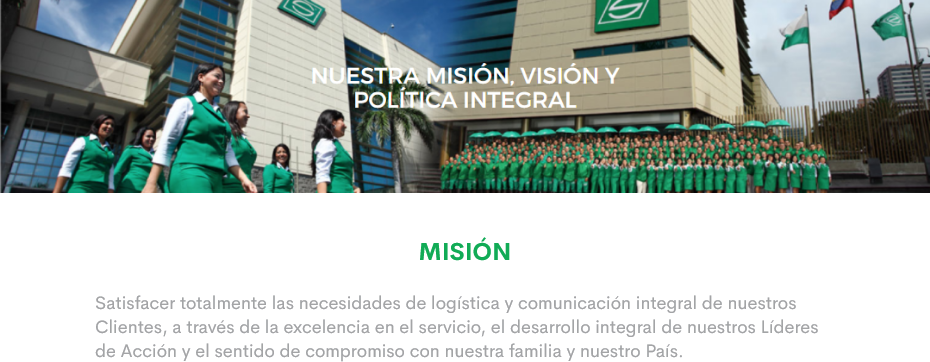 NUESTRA MISIÓN, VISIÓN Y
POLÍTICA INTEGRAL
MISIÓN
Satisfacer totalmente las necesidades de logística y comunicación integral de nuestros
Clientes, a través de la excelencia en el servicio, el desarrollo integral de nuestros Líderes
de Acción y el sentido de compromiso con nuestra familia y nuestro País.